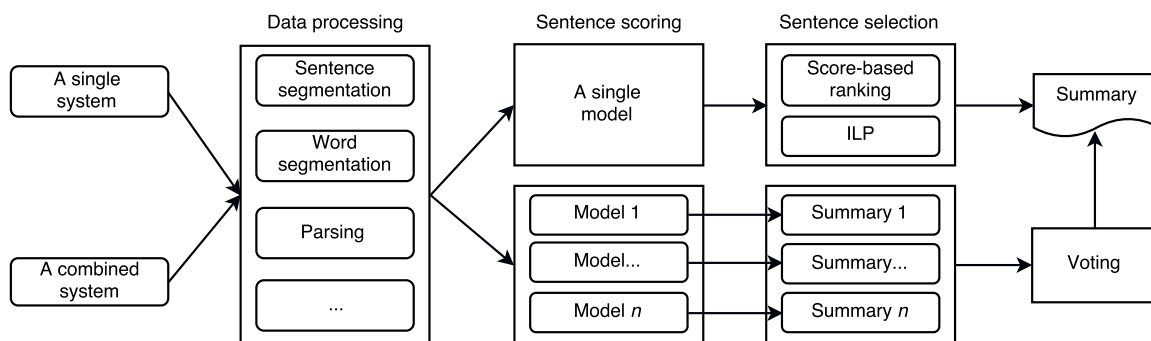 Data processing
Sentence scoring
Sentence selection
A single
system
A combined
system
Sentence
segmentation
Word
segmentation
Parsing
...
A single
model
Model 1
Model...
Model n
Score-based
ranking
ILP
Summary 1
Summary...
Summary n
Summary
Voting